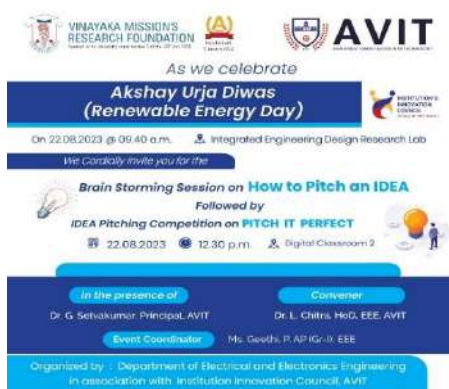 VINAYAKA MISSION'S
RESEARCH FOUNDATION
AVIT
As we celebrate
Akshay Urja Diwas
(Renewable Energy Day)
INSTITUTION'S
INNOVATION
COUNCIL
On 22.08.2023 @ 09.40 a.m. Integrated Engineering Design Research Lab
We Cordially invite you for the
Brain Storming Session on How to Pitch an IDEA
Followed by
IDEA Pitching Competition on PITCH IT PERFECT
22.08.2023 12.30 p.m. Digital Classroom 2
In the presence of
Convener
Dr. G. Selvakumar, Principal, AVIT
Dr. L. Chitra, HoD, EEE, AVIT
Event Coordinator Ms. Geethi. P, AP (Gr-I), EEE
Organized by : Department of Electrical and Electronics Engineering
in association with Institution Innovation Council, AVIT